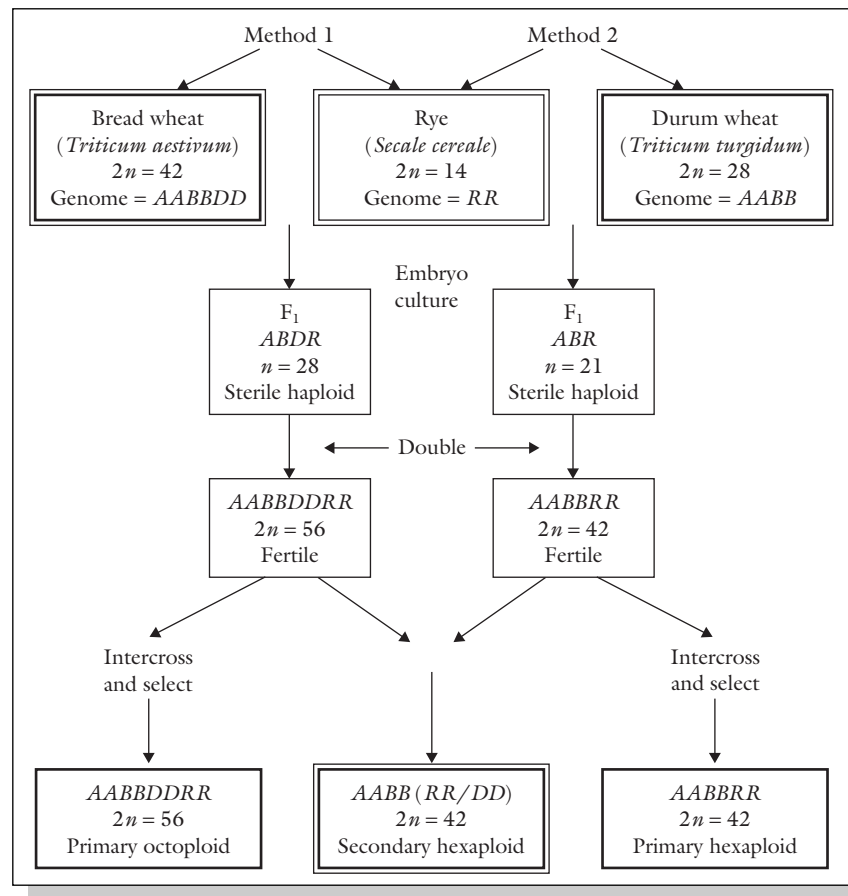 Method 1
Method 2
Bread wheat
(Triticum aestivum)
2n = 42
Genome = AABBDD
Rye
(Secale cereale)
2n = 14
Genome = RR
Durum wheat
(Triticum turgidum)
2n = 28
Genome = AABB
Embryo
culture
F₁
ABDR
n = 28
Sterile haploid
F₁
ABR
n = 21
Sterile haploid
Double
AABBDDRR
2n = 56
Fertile
AABBRR
2n = 42
Fertile
Intercross
and select
Intercross
and select
AABBDDRR
2n = 56
Primary octoploid
AABB (RR/DD)
2n = 42
Secondary hexaploid
AABBRR
2n = 42
Primary hexaploid